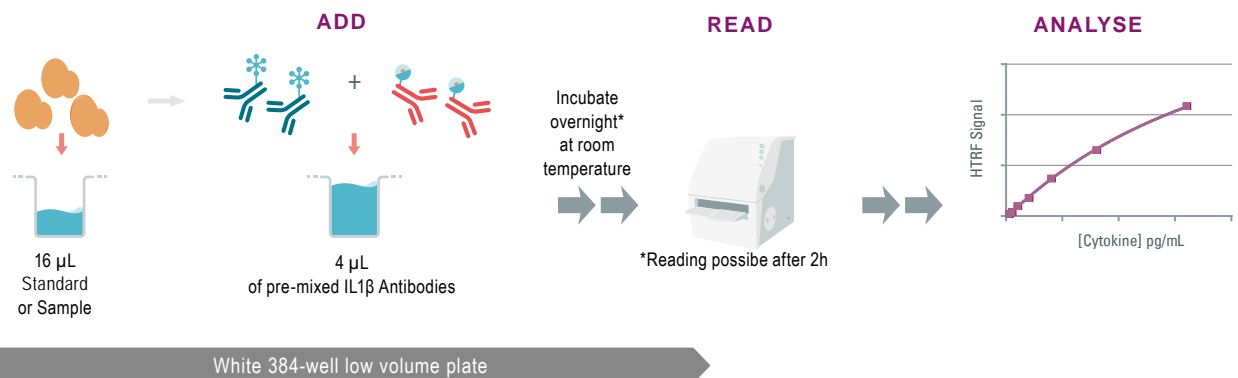 ADD
READ
ANALYSE
+
Incubate
overnight*
at room
temperature
HTRF Signal
[Cytokine] pg/mL
16 µL
Standard
or Sample
4 µL
of pre-mixed IL1β Antibodies
*Reading possibe after 2h
White 384-well low volume plate